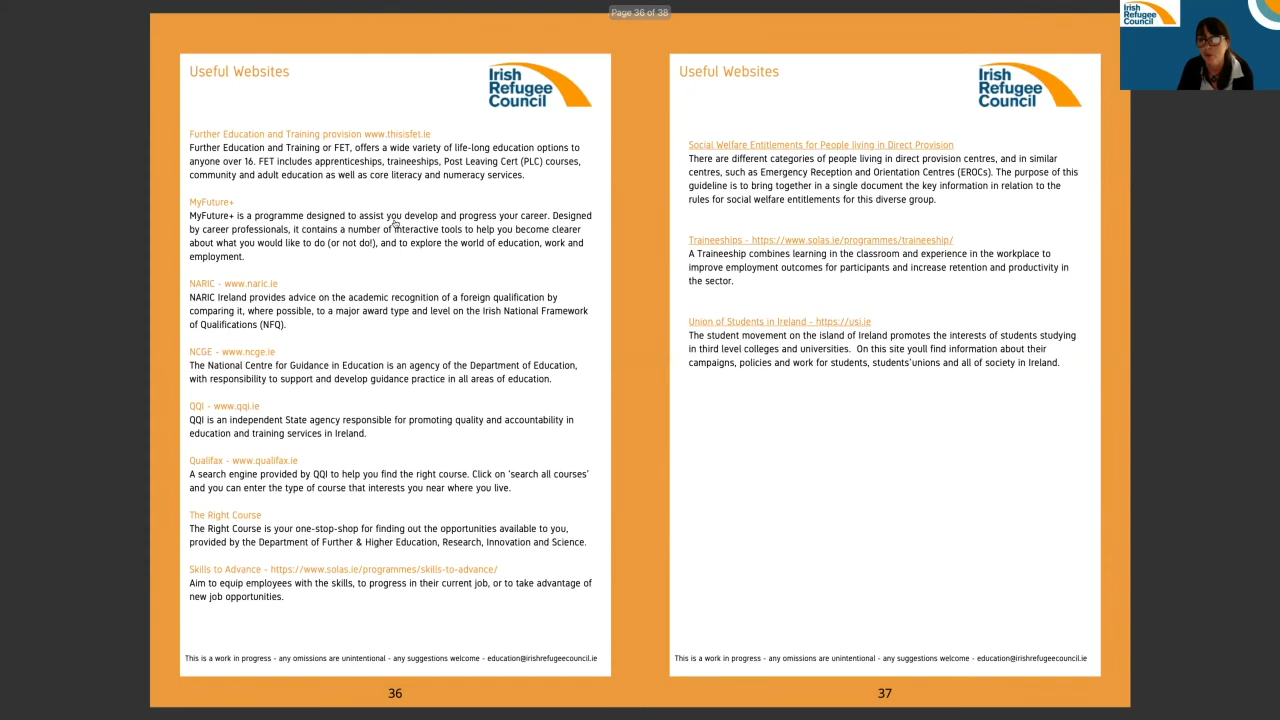 Page 36 of 38
Irish
Refugee
Council
Useful Websites
Irish
Refugee
Council
Further Education and Training provision www.thisisfet.ie
Further Education and Training or FET, offers a wide variety of life-long education options to
anyone over 16. FET includes apprenticeships, traineeships, Post Leaving Cert (PLC) courses,
community and adult education as well as core literacy and numeracy services.
MyFuture+
MyFuture+ is a programme designed to assist you develop and progress your career. Designed
by career professionals, it contains a number of interactive tools to help you become clearer
about what you would like to do (or not do!), and to explore the world of education, work and
employment.
NARIC - www.naric.ie
NARIC Ireland provides advice on the academic recognition of a foreign qualification by
comparing it, where possible, to a major award type and level on the Irish National Framework
of Qualifications (NFQ).
NCGE - www.ncge.ie
The National Centre for Guidance in Education is an agency of the Department of Education,
with responsibility to support and develop guidance practice in all areas of education.
QQI - www.qqi.ie
QQI is an independent State agency responsible for promoting quality and accountability in
education and training services in Ireland.
Qualifax - www.qualifax.ie
A search engine provided by QQI to help you find the right course. Click on 'search all courses'
and you can enter the type of course that interests you near where you live.
The Right Course
The Right Course is your one-stop-shop for finding out the opportunities available to you,
provided by the Department of Further & Higher Education, Research, Innovation and Science.
Skills to Advance - https://www.solas.ie/programmes/skills-to-advance/
Aim to equip employees with the skills, to progress in their current job, or to take advantage of
new job opportunities.
This is a work in progress - any omissions are unintentional - any suggestions welcome - education@irishrefugeecouncil.ie
36
Useful Websites
Irish
Refugee
Council
Social Welfare Entitlements for People living in Direct Provision
There are different categories of people living in direct provision centres, and in similar
centres, such as Emergency Reception and Orientation Centres (EROCs). The purpose of this
guideline is to bring together in a single document the key information in relation to the
rules for social welfare entitlements for this diverse group.
Traineeships - https://www.solas.ie/programmes/traineeship/
A Traineeship combines learning in the classroom and experience in the workplace to
improve employment outcomes for participants and increase retention and productivity in
the sector.
Union of Students in Ireland - https://usi.ie
The student movement on the island of Ireland promotes the interests of students studying
in third level colleges and universities.  On this site youll find information about their
campaigns, policies and work for students, students'unions and all of society in Ireland.
This is a work in progress - any omissions are unintentional - any suggestions welcome - education@irishrefugeecouncil.ie
37